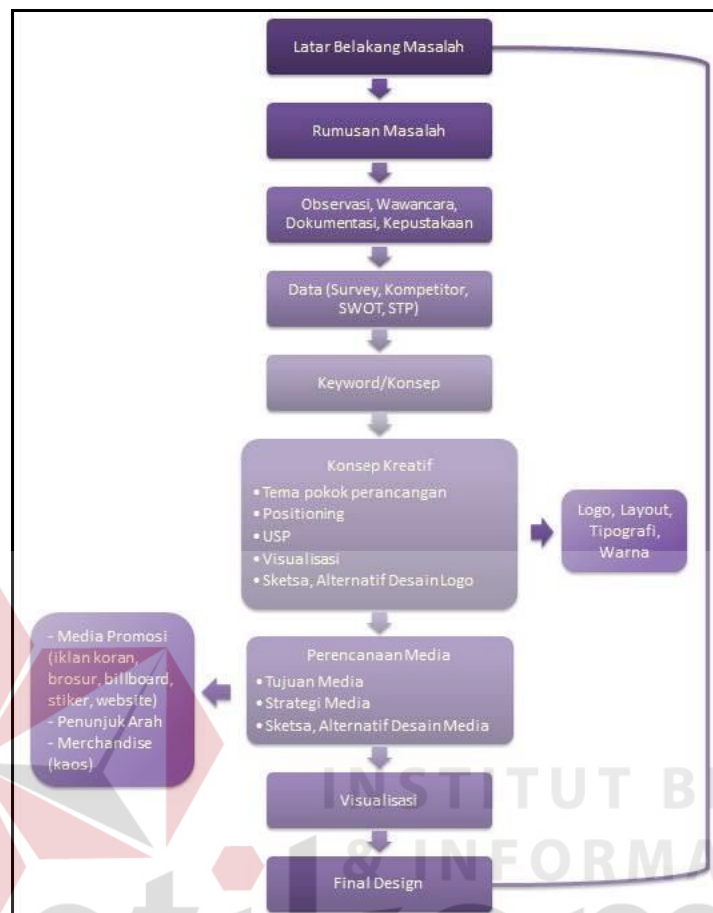 Latar Belakang Masalah
Rumusan Masalah
Observasi, Wawancara,
Dokumentasi, Kepustakaan
Data (Survey, Kompetitor,
SWOT, STP)
Keyword/Konsep
Konsep Kreatif
• Tema pokok perancangan
• Positioning
• USP
• Visualisasi
• Sketsa, Alternatif Desain Logo
Logo, Layout,
Tipografi,
Warna
Perencanaan Media
• Tujuan Media
• Strategi Media
• Sketsa, Alternatif Desain Media
- Media Promosi
(iklan koran,
brosur, billboard,
stiker, website)
- Penunjuk Arah
- Merchandise
(kaos)
Visualisasi
Final Design
INSTITUT B
& INFORMA